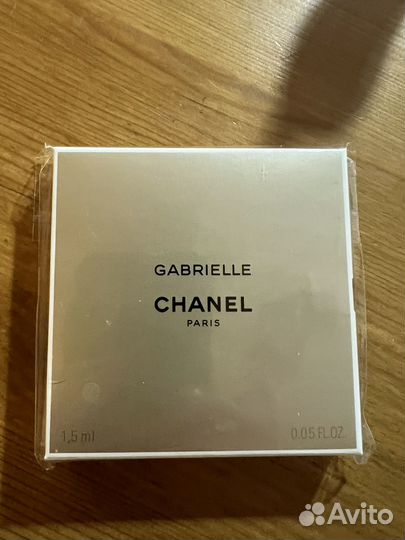 GABRIELLE
CHANEL
PARIS
1,5 ml 0.05 FL.OZ.
Avito